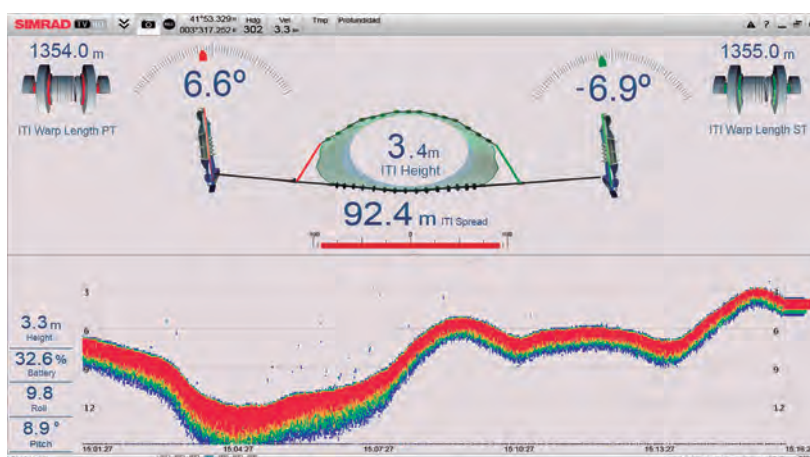 SIMRAD TV 41°53.329 N Hdg Vel Tmp Profundidad
003°317.252 E 302 3.3
1354.0 m
ITI Warp Length PT
6.6°
3.4m
ITI Height
92.4 m ITI Spread
-6.9°
1355.0 m
ITI Warp Length ST
3 3
6 6
9 9
12 12
3.3 m
Height
32.6 %
Battery
9.8
Roll
8.9 °
Pitch
15:01:27 15:04:27 15:07:27 15:10:27 15:13:27